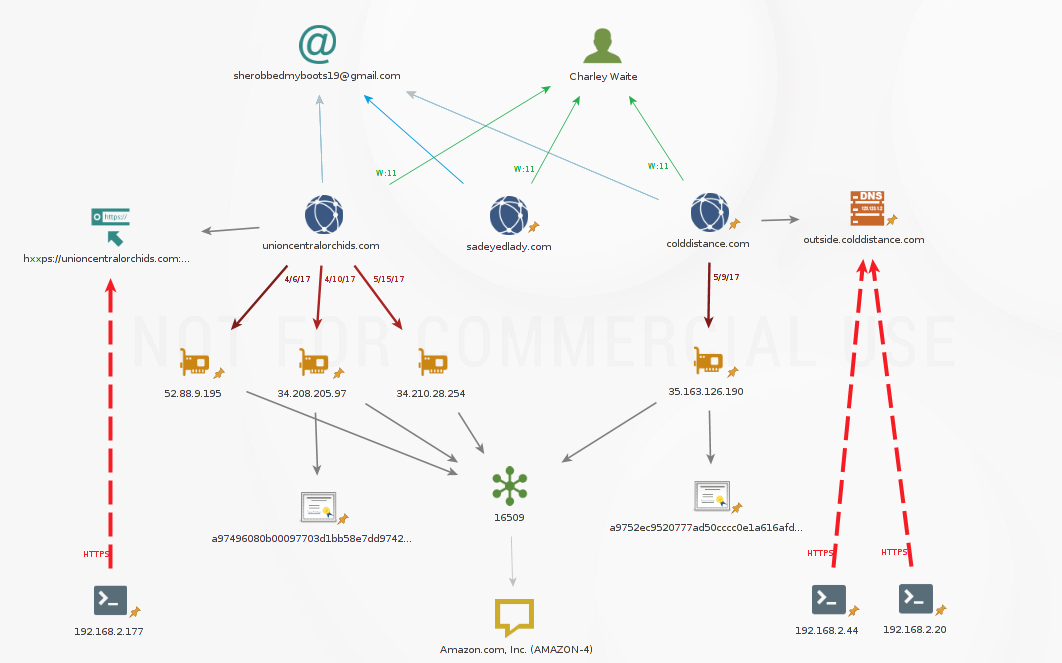 @
sherobbedmyboots19@gmail.com
Charley Waite
W:11
W:11
W:11
https://
DNS
unioncentralorchids.com
sadeyedlady.com
colddistance.com
outside.colddistance.com
hxxps://unioncentralorchids.com:...
4/6/17
4/10/17
5/15/17
5/9/17
NOT FOR COMMERCIAL USE
52.88.9.195
34.208.205.97
34.210.28.254
35.163.126.190
16509
a97496080b00097703d1bb58e7dd9742...
a9752ec9520777ad50cccc0e1a616afd...
HTTPS
HTTPS
HTTPS
192.168.2.177
192.168.2.44
192.168.2.20
Amazon.com, Inc. (AMAZON-4)